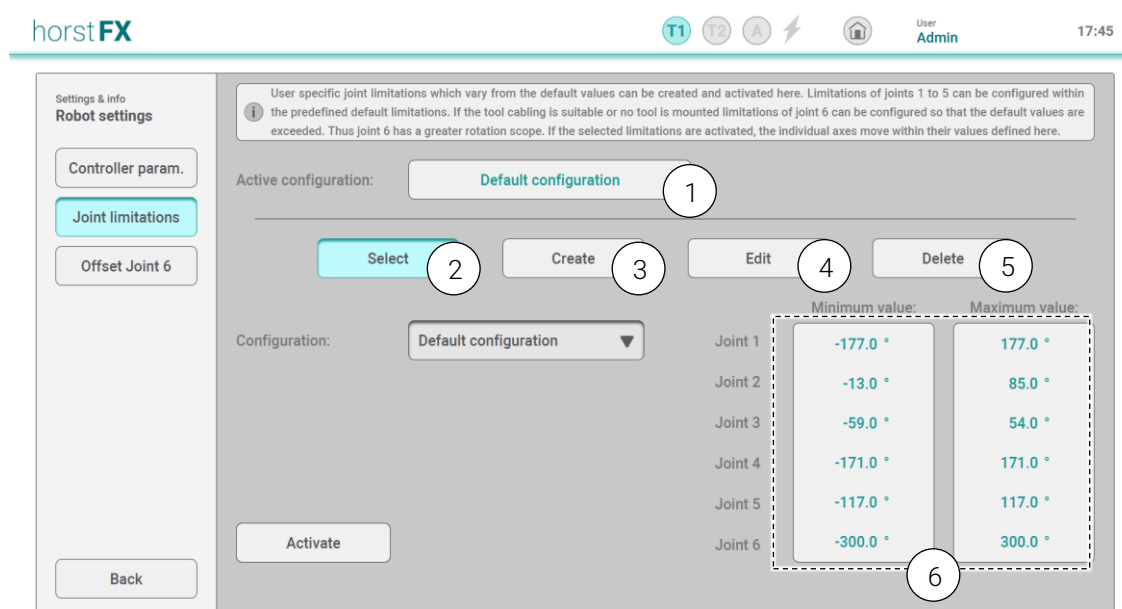 horstFX
T1 T2 A
User
Admin
17:45
Settings & info
Robot settings
Controller param.
Joint limitations
Offset Joint 6
Back
i
User specific joint limitations which vary from the default values can be created and activated here. Limitations of joints 1 to 5 can be configured within
the predefined default limitations. If the tool cabling is suitable or no tool is mounted limitations of joint 6 can be configured so that the default values are
exceeded. Thus joint 6 has a greater rotation scope. If the selected limitations are activated, the individual axes move within their values defined here.
Active configuration: Default configuration 1
Select 2 Create 3 Edit 4 Delete 5
Minimum value: Maximum value:
Configuration: Default configuration
Joint 1 -177.0 ° 177.0 °
Joint 2 -13.0 ° 85.0 °
Joint 3 -59.0 ° 54.0 °
Joint 4 -171.0 ° 171.0 °
Joint 5 -117.0 ° 117.0 °
Joint 6 -300.0 ° 300.0 °
Activate
6